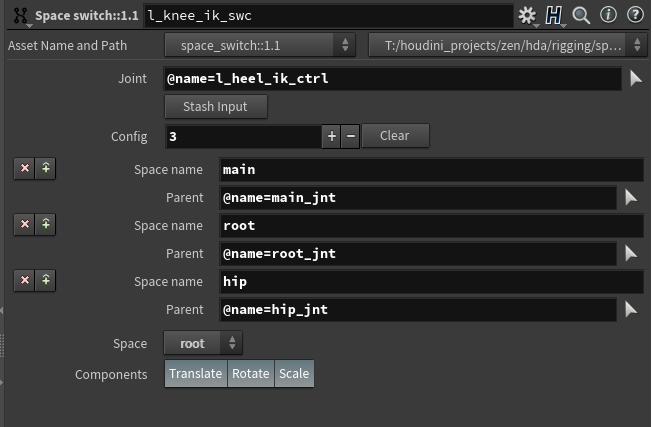 Space switch::1.1 l_knee_ik_swc
Asset Name and Path space_switch::1.1 T:/houdini_projects/zen/hda/rigging/sp...
Joint @name=l_heel_ik_ctrl
Stash Input
Config 3 + − Clear
Space name main
Parent @name=main_jnt
Space name root
Parent @name=root_jnt
Space name hip
Parent @name=hip_jnt
Space root
Components Translate Rotate Scale